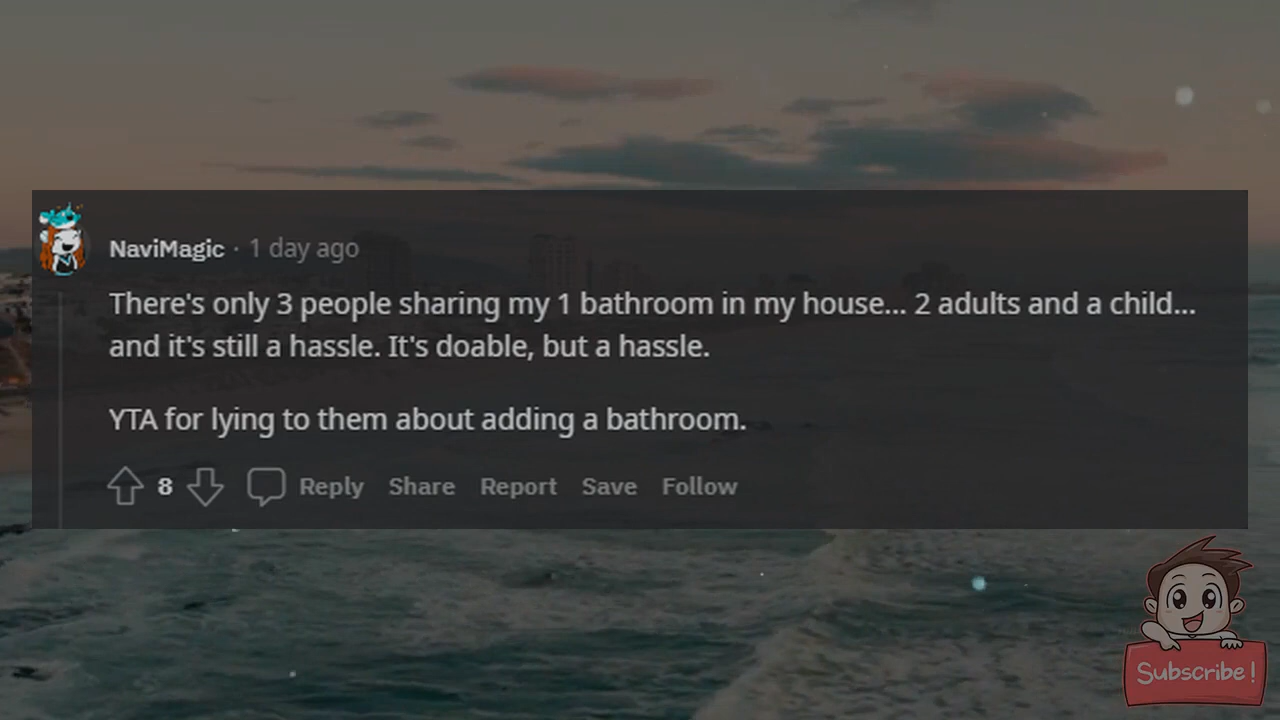 NaviMagic · 1 day ago
There's only 3 people sharing my 1 bathroom in my house... 2 adults and a child...
and it's still a hassle. It's doable, but a hassle.
YTA for lying to them about adding a bathroom.
8 Reply Share Report Save Follow
Subscribe!